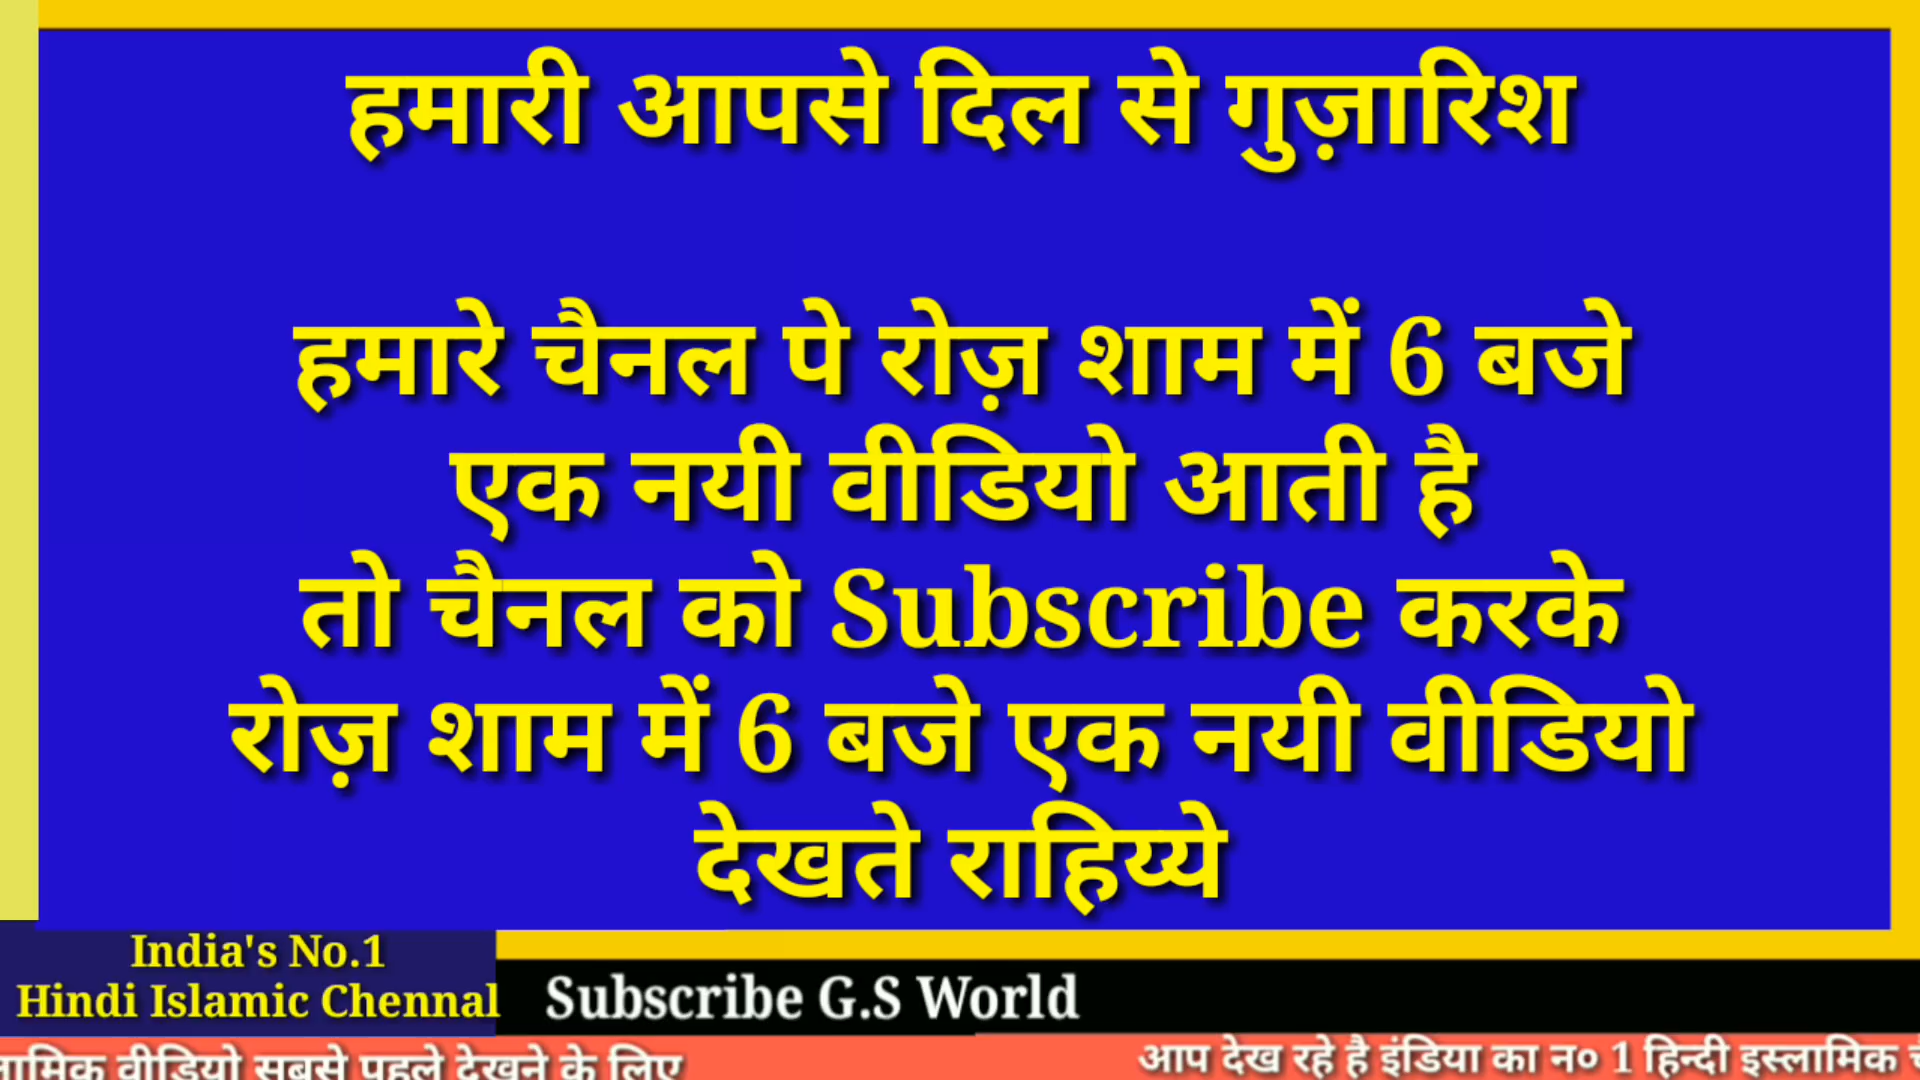 हमारी आपसे दिल से गुज़ारिश
हमारे चैनल पे रोज़ शाम में 6 बजे
एक नयी वीडियो आती है
तो चैनल को Subscribe करके
रोज़ शाम में 6 बजे एक नयी वीडियो
देखते राहिय्ये
India's No.1
Hindi Islamic Chennal
Subscribe G.S World
वीडियो सबसे पहले देखने के लिए
आप देख रहे है इंडिया का न० 1 हिन्दी इस्लामिक